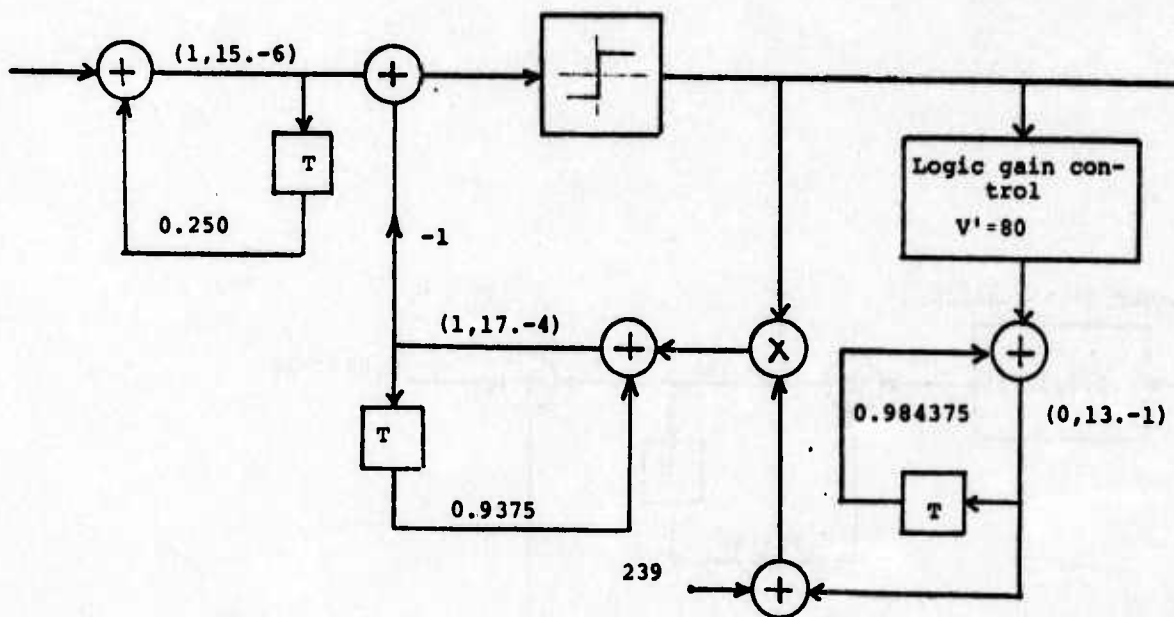 (1,15.-6)
T
0.250
-1
Logic gain con-
trol
V'=80
(1,17.-4)
X
0.984375
(0,13.-1)
T
0.9375
T
239